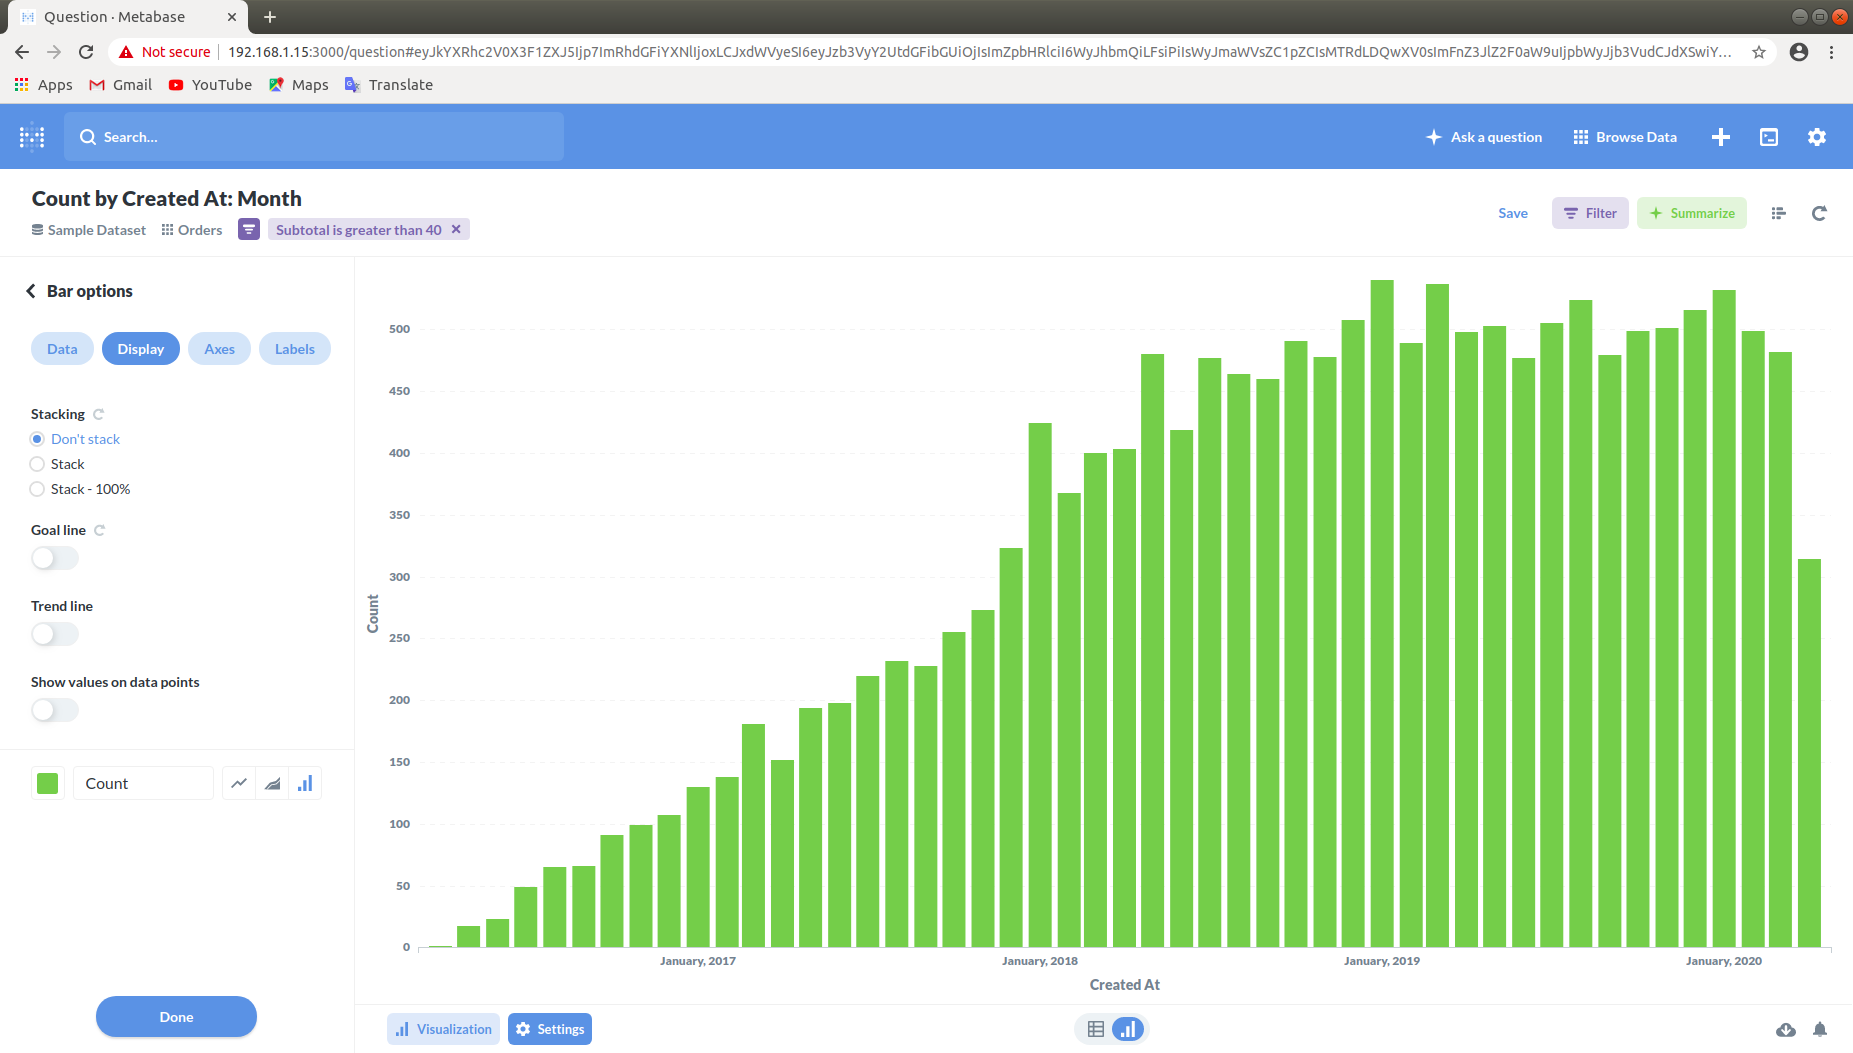 Question · Metabase
Not secure
192.168.1.15:3000/question#eyJkYXRhc2V0X3F1ZXJ5Ijp7ImRhdGFiYXNlIjoxLCJxdWVyeSI6eyJzb3VyY2UtdGFibGUiOjIsImZpbHRlciI6WyJhbmQiLFsiPiIsWyJmaWVsZC1pZCIsMTRdLDQwXV0sImFnZ3JlZ2F0aW9uIjpbWyJjb3VudCJdXSwiY...
Apps Gmail YouTube Maps Translate
Search...
Ask a question Browse Data
Count by Created At: Month
Sample Dataset Orders Subtotal is greater than 40
Save Filter Summarize
Bar options
Data Display Axes Labels
Stacking
Don't stack
Stack
Stack - 100%
Goal line
Trend line
Show values on data points
Count
Done
500
450
400
350
300
250
200
150
100
50
0
Count
January, 2017 January, 2018 January, 2019 January, 2020
Created At
Visualization Settings